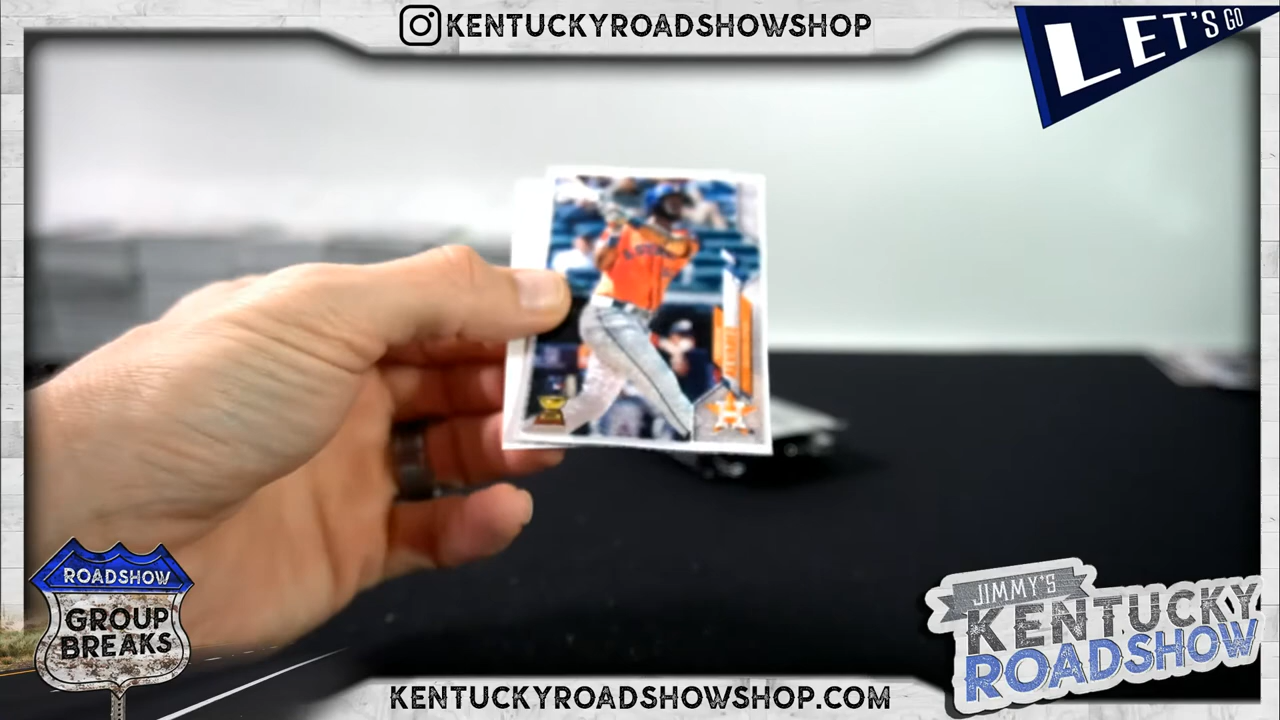 KENTUCKYROADSHOWSHOP
LET'S GO
H
ROADSHOW
GROUP
BREAKS
JIMMY'S
KENTUCKY
ROADSHOW
KENTUCKYROADSHOWSHOP.COM